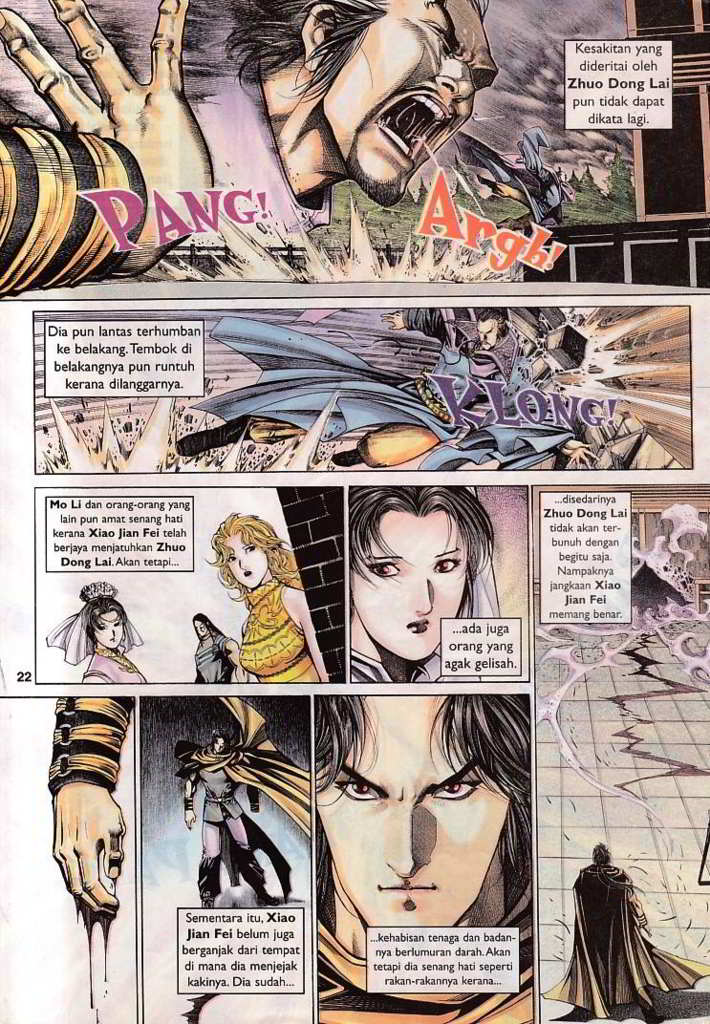 Kesakitan yang
dideritai oleh
Zhuo Dong Lai
pun tidak dapat
dikata lagi.
PANG!
Argh!
Dia pun lantas terhumban
ke belakang. Tembok di
belakangnya pun runtuh
kerana dilanggarnya.
KLONG!
Mo Li dan orang-orang yang
lain pun amat senang hati
kerana Xiao Jian Fei telah
berjaya menjatuhkan Zhuo
Dong Lai. Akan tetapi...
...ada juga
orang yang
agak gelisah.
...disedarinya
Zhuo Dong Lai
tidak akan ter-
bunuh dengan
begitu saja.
Nampaknya
jangkaan Xiao
Jian Fei
memang benar.
22
Sementara itu, Xiao
Jian Fei belum juga
berganjak dari tempat
di mana dia menjejak
kakinya. Dia sudah...
...kehabisan tenaga dan badan-
nya berlumuran darah. Akan
tetapi dia senang hati seperti
rakan-rakannya kerana...